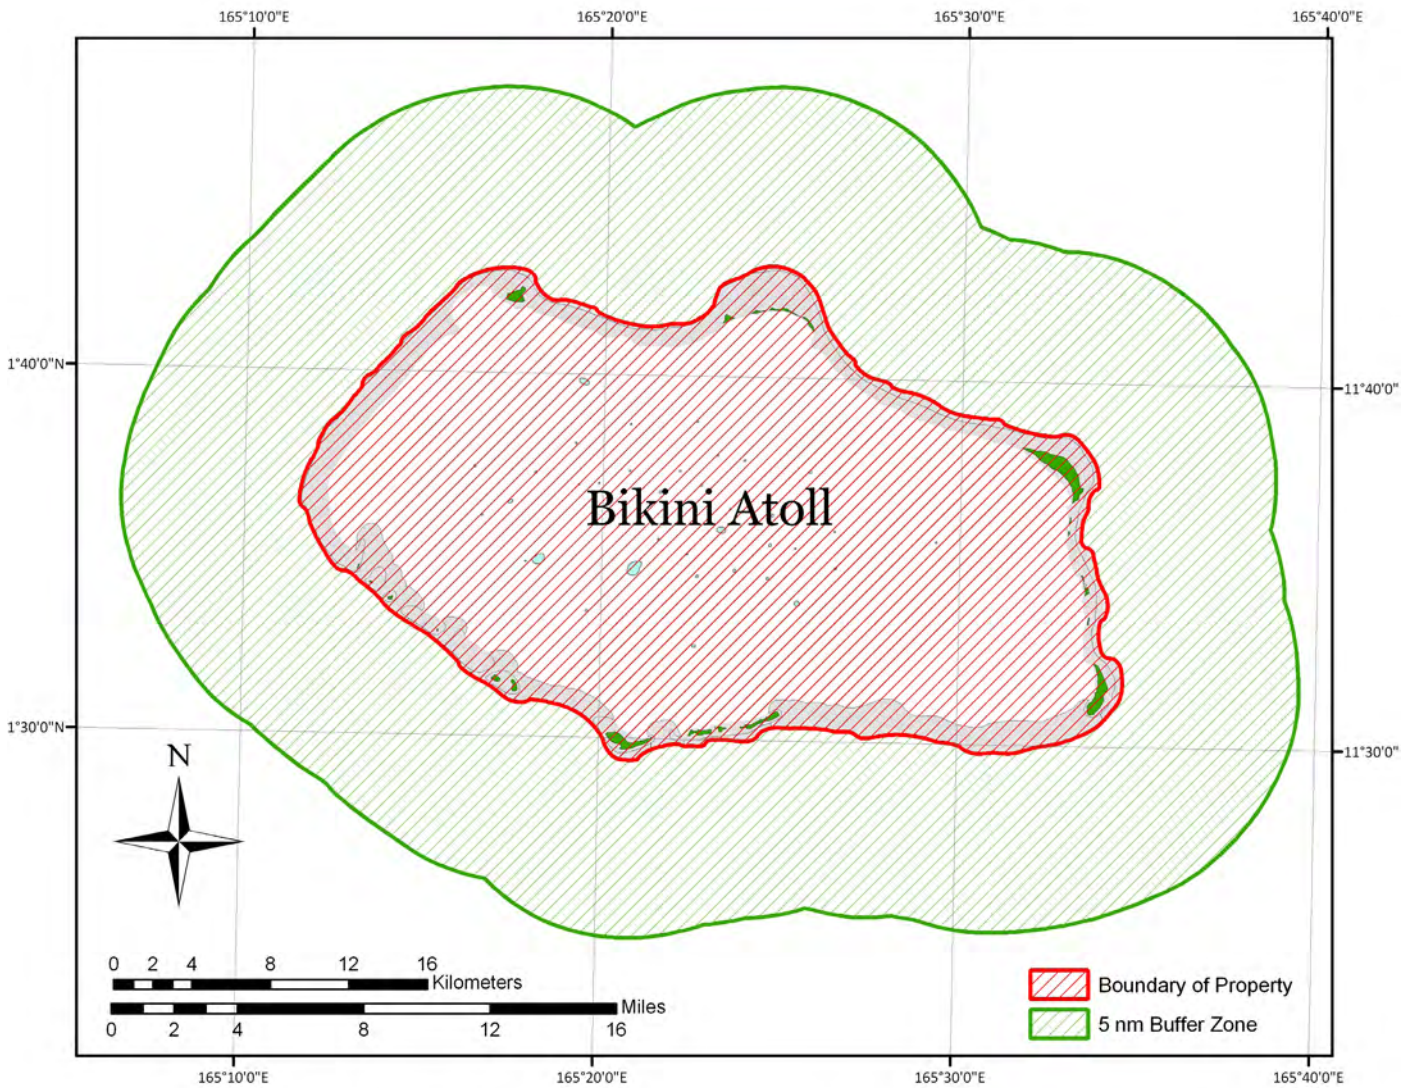 165°10'0"E 165°20'0"E 165°30'0"E 165°40'0"E
1°40'0"N 11°40'0"
Bikini Atoll
1°30'0"N 11°30'0"
N
0 2 4 8 12 16
Kilometers
Miles
0 2 4 8 12 16
Boundary of Property
5 nm Buffer Zone
165°10'0"E 165°20'0"E 165°30'0"E 165°40'0"E